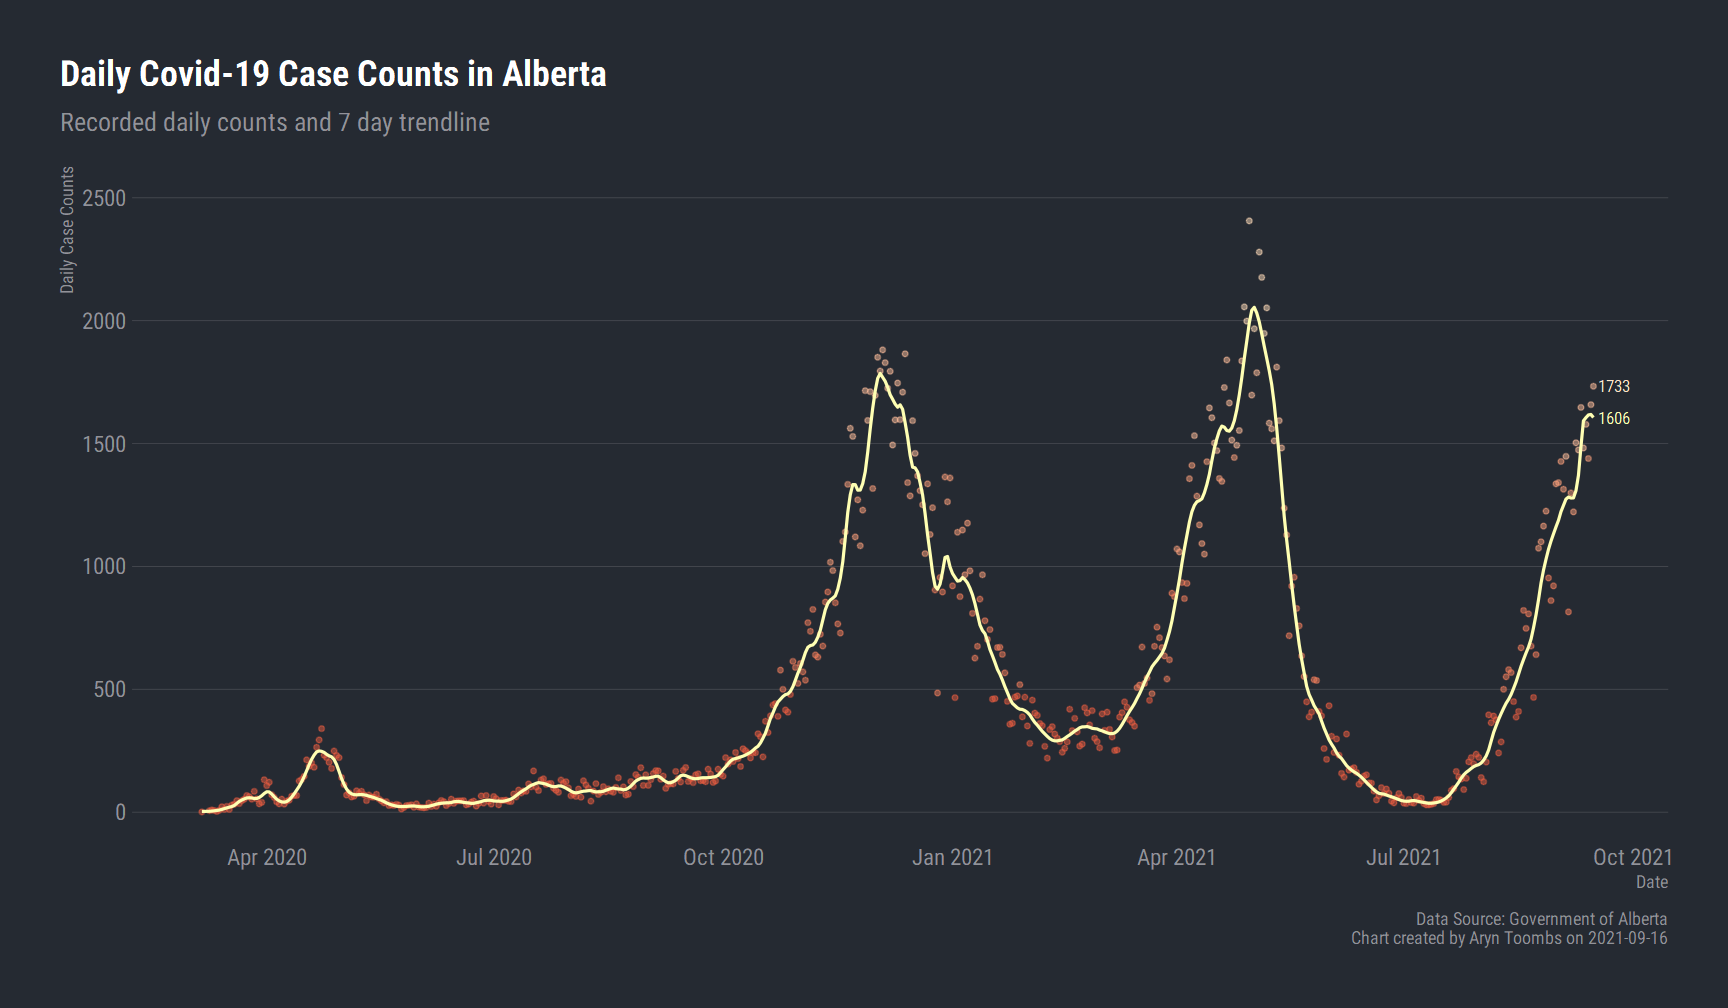 Daily Covid-19 Case Counts in Alberta
Recorded daily counts and 7 day trendline
Daily Case Counts
2500
2000
1500
1000
500
0
1733
1606
Apr 2020
Jul 2020
Oct 2020
Jan 2021
Apr 2021
Jul 2021
Oct 2021
Date
Data Source: Government of Alberta
Chart created by Aryn Toombs on 2021-09-16